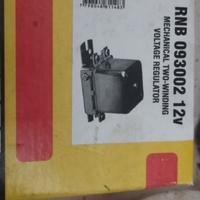 RNB 093002 12v
MECHANICAL TWO-WINDING
VOLTAGE REGULATOR